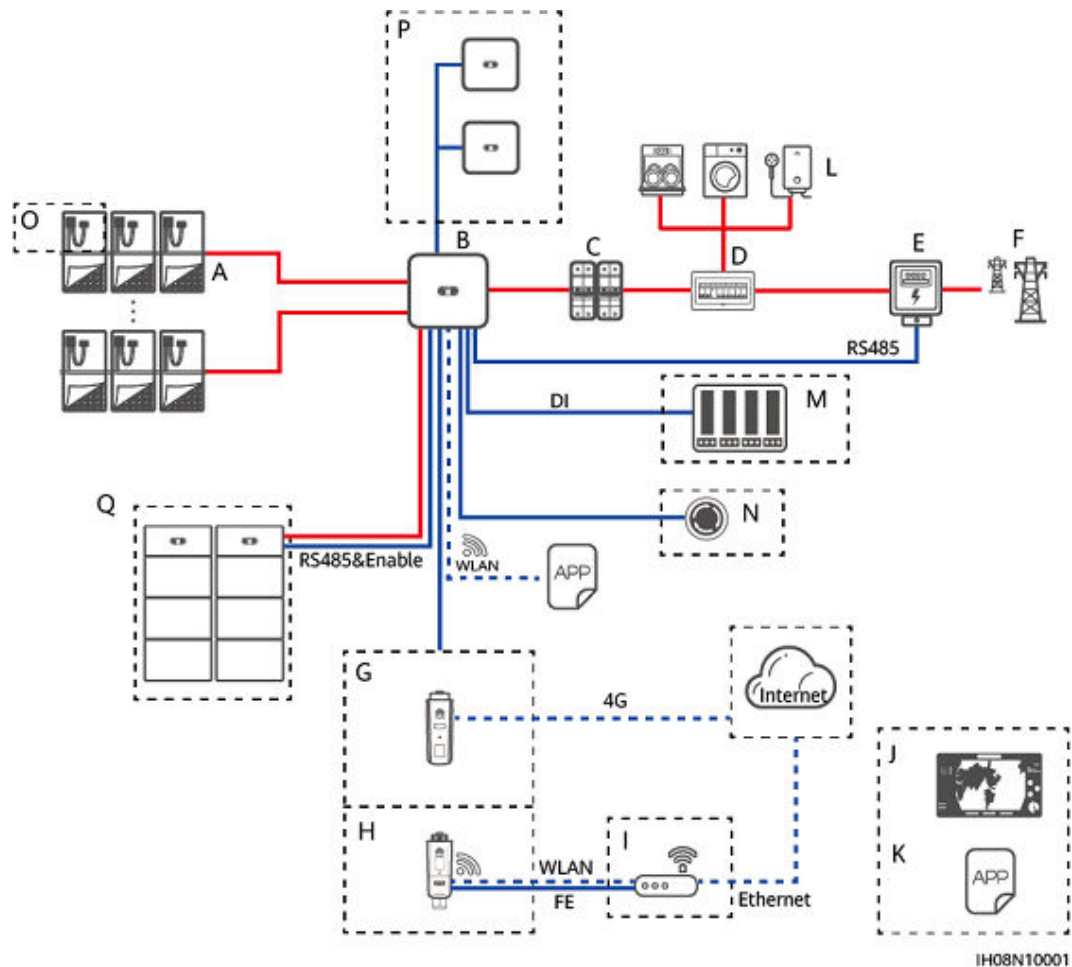 P
L
O
A
B
C
D
E
F
RS485
DI
M
Q
N
RS485&Enable
WLAN
APP
G
4G
Internet
J
H
I
WLAN
FE
Ethernet
K
APP
IH08N10001